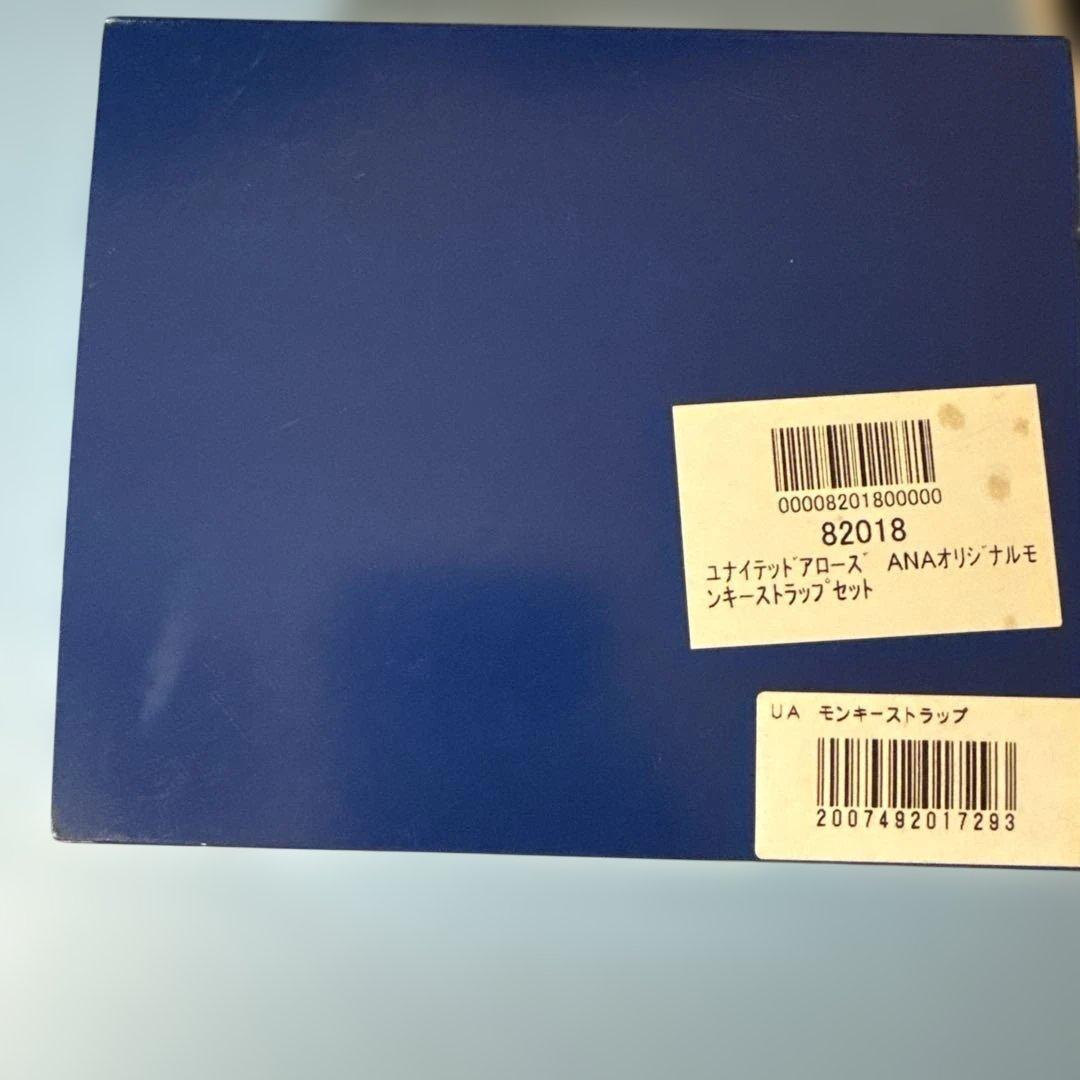 00008201800000
82018
ユナイテッドアローズ ANAオリジナルモ
ンキーストラップセット
UA モンキーストラップ
2007492017293